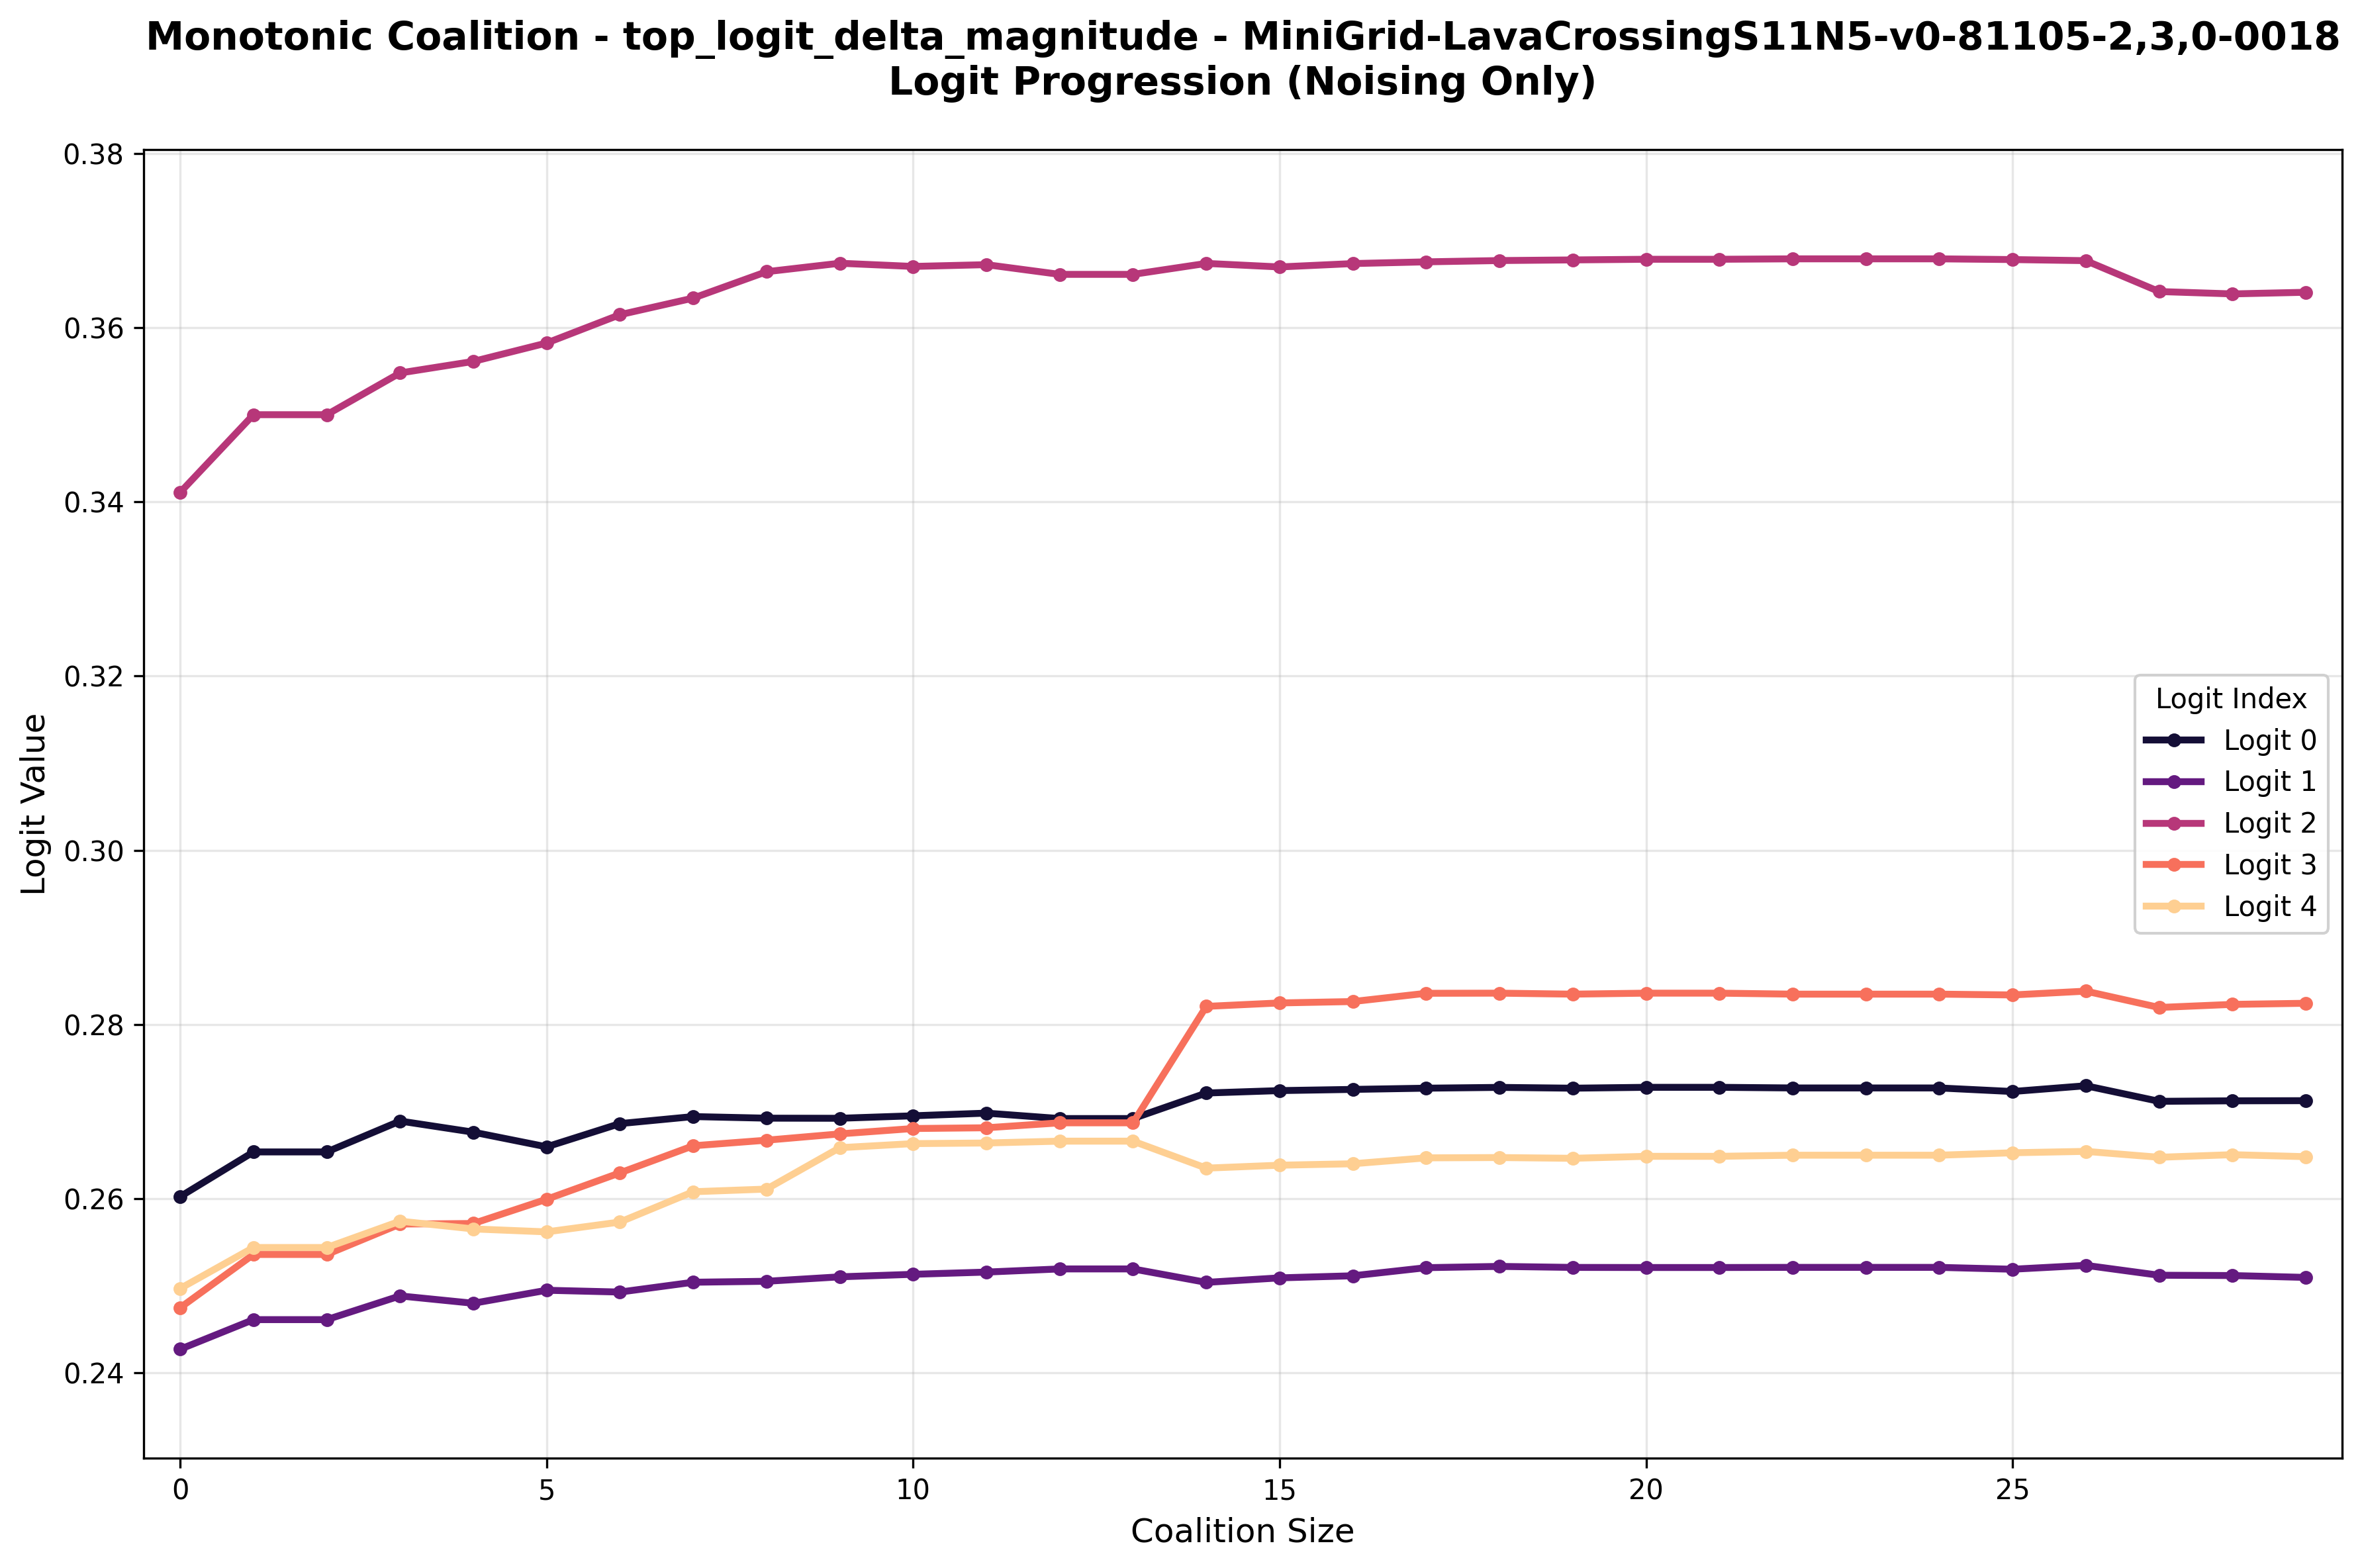 Monotonic Coalition - top_logit_delta_magnitude - MiniGrid-LavaCrossingS11N5-v0-81105-2,3,0-0018
Logit Progression (Noising Only)
0.38
0.36
0.34
0.32
0.30
0.28
0.26
0.24
Logit Value
Logit Index
Logit 0
Logit 1
Logit 2
Logit 3
Logit 4
0
5
10
15
20
25
Coalition Size